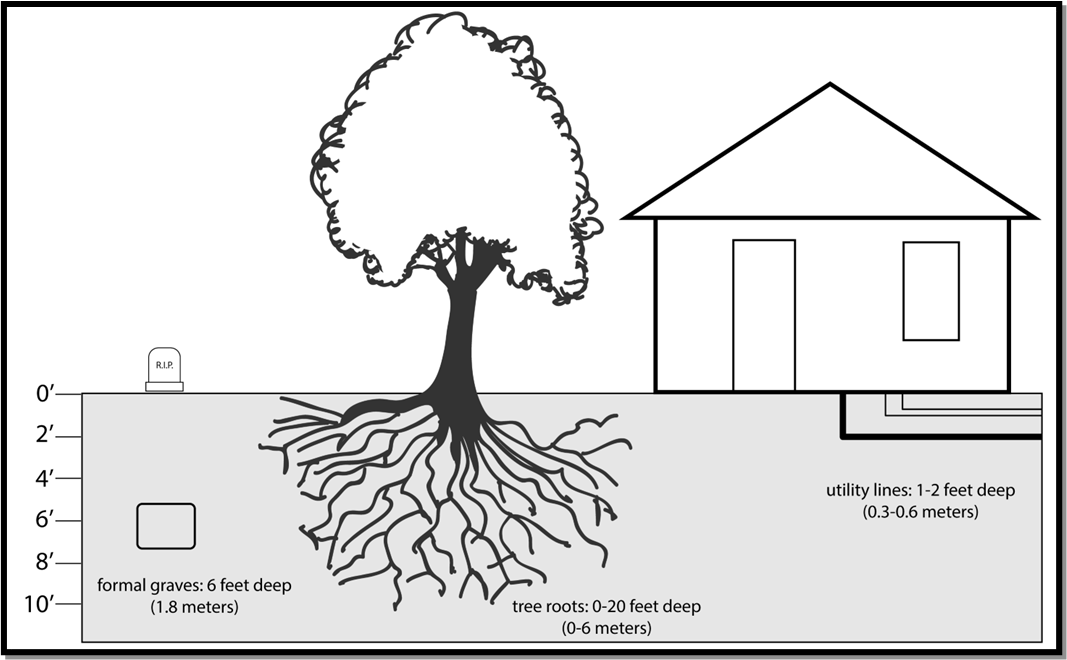 R.I.P.
0'
2'
4'
6'
8'
10'
utility lines: 1-2 feet deep
(0.3-0.6 meters)
formal graves: 6 feet deep
(1.8 meters)
tree roots: 0-20 feet deep
(0-6 meters)